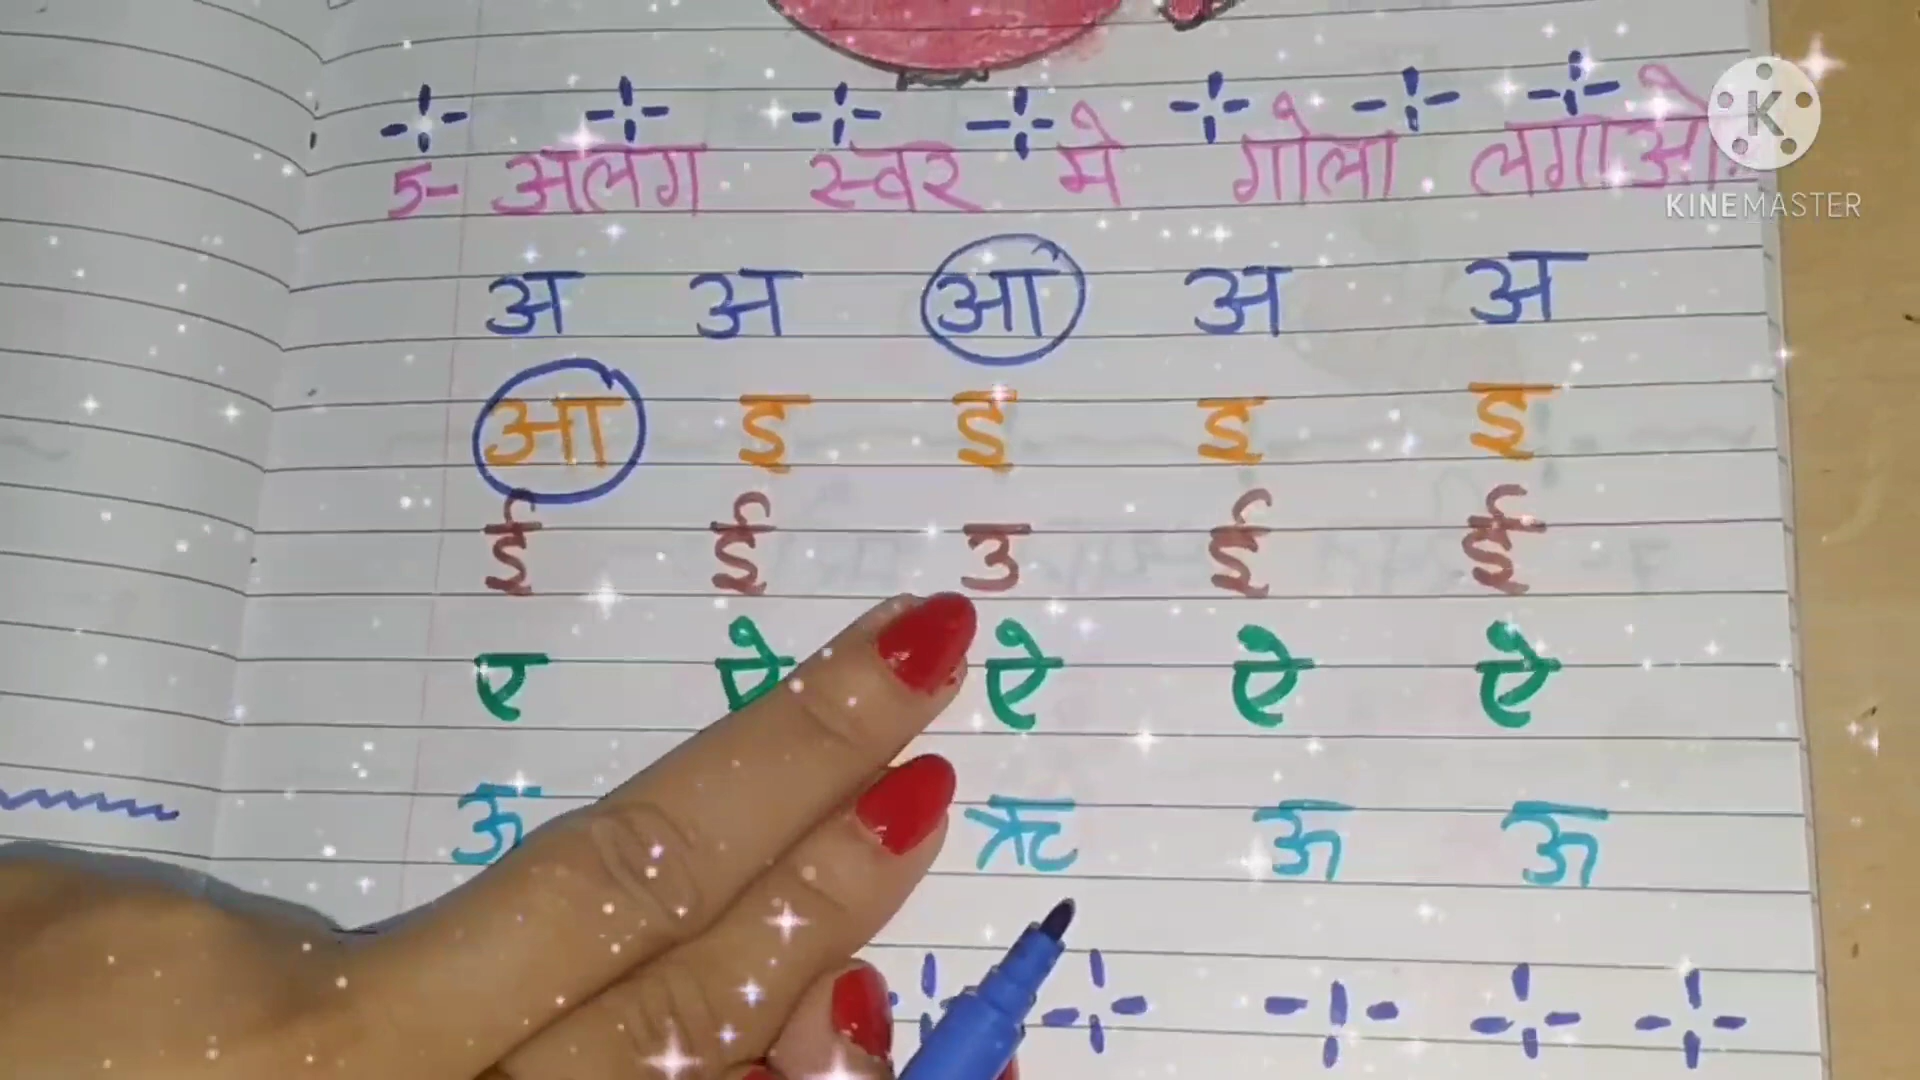 5- अलग स्वर मे गोला लगाओ.
K
KINEMASTER
अ अ आ अ अ
आ इ इ इ इ
ई ई उ ई ई
ए ऐ ऐ ऐ ऐ
ऊ ऋ ऊ ऊ